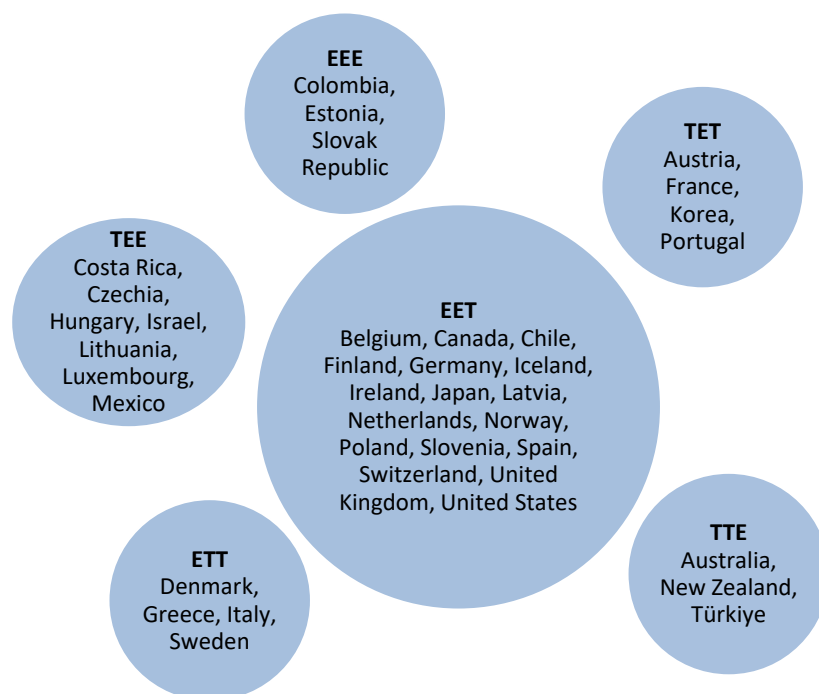 EEE
Colombia,
Estonia,
Slovak
Republic
TET
Austria,
France,
Korea,
Portugal
TEE
Costa Rica,
Czechia,
Hungary, Israel,
Lithuania,
Luxembourg,
Mexico
EET
Belgium, Canada, Chile,
Finland, Germany, Iceland,
Ireland, Japan, Latvia,
Netherlands, Norway,
Poland, Slovenia, Spain,
Switzerland, United
Kingdom, United States
ETT
Denmark,
Greece, Italy,
Sweden
TTE
Australia,
New Zealand,
Türkiye